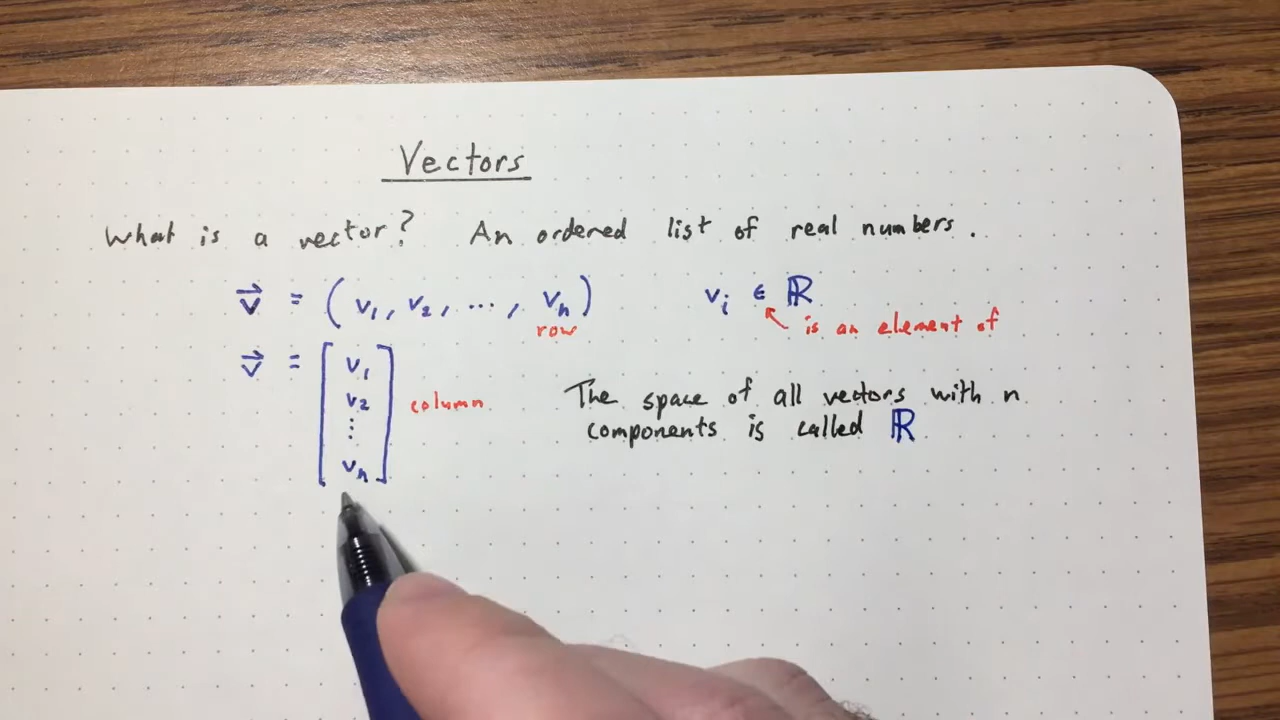 Vectors
What is a vector? An ordered list of real numbers.
v⃗ = (v₁, v₂, ..., vₙ) vᵢ ∈ ℝ
row is an element of
v⃗ = [v₁
v₂ column
⋮
vₙ]
The space of all vectors with n
components is called ℝ